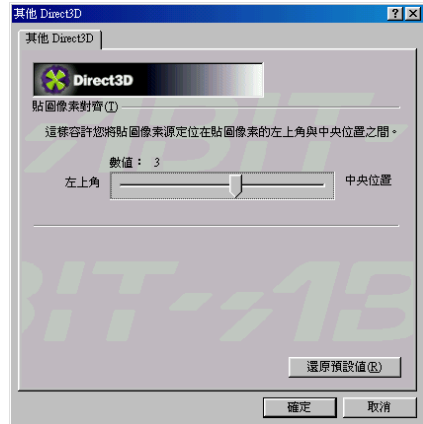 其他 Direct3D
其他 Direct3D
Direct3D
貼圖像素對齊(T)
這樣容許您將貼圖像素源定位在貼圖像素的左上角與中央位置之間。
數值： 3
左上角 中央位置
ABIT
ABIT
還原預設值(R)
確定 取消